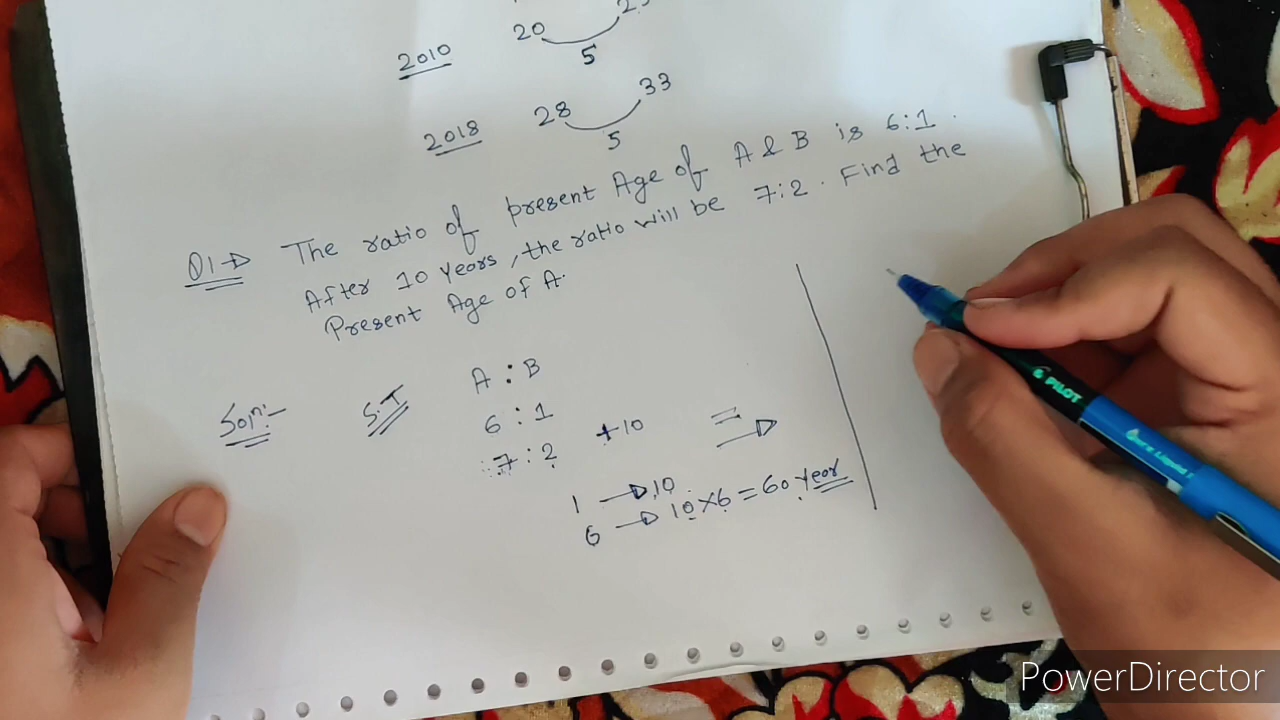 20
2010
5
28 33
2018
5
Q1→ The ratio of present Age of A & B is 6:1.
After 10 years, the ratio will be 7:2. Find the
Present Age of A.
Soln:- S.T A : B
6 : 1
7 : 2 +10 =→
1 → 10
6 → 10×6 = 60 year
PILOT
PowerDirector